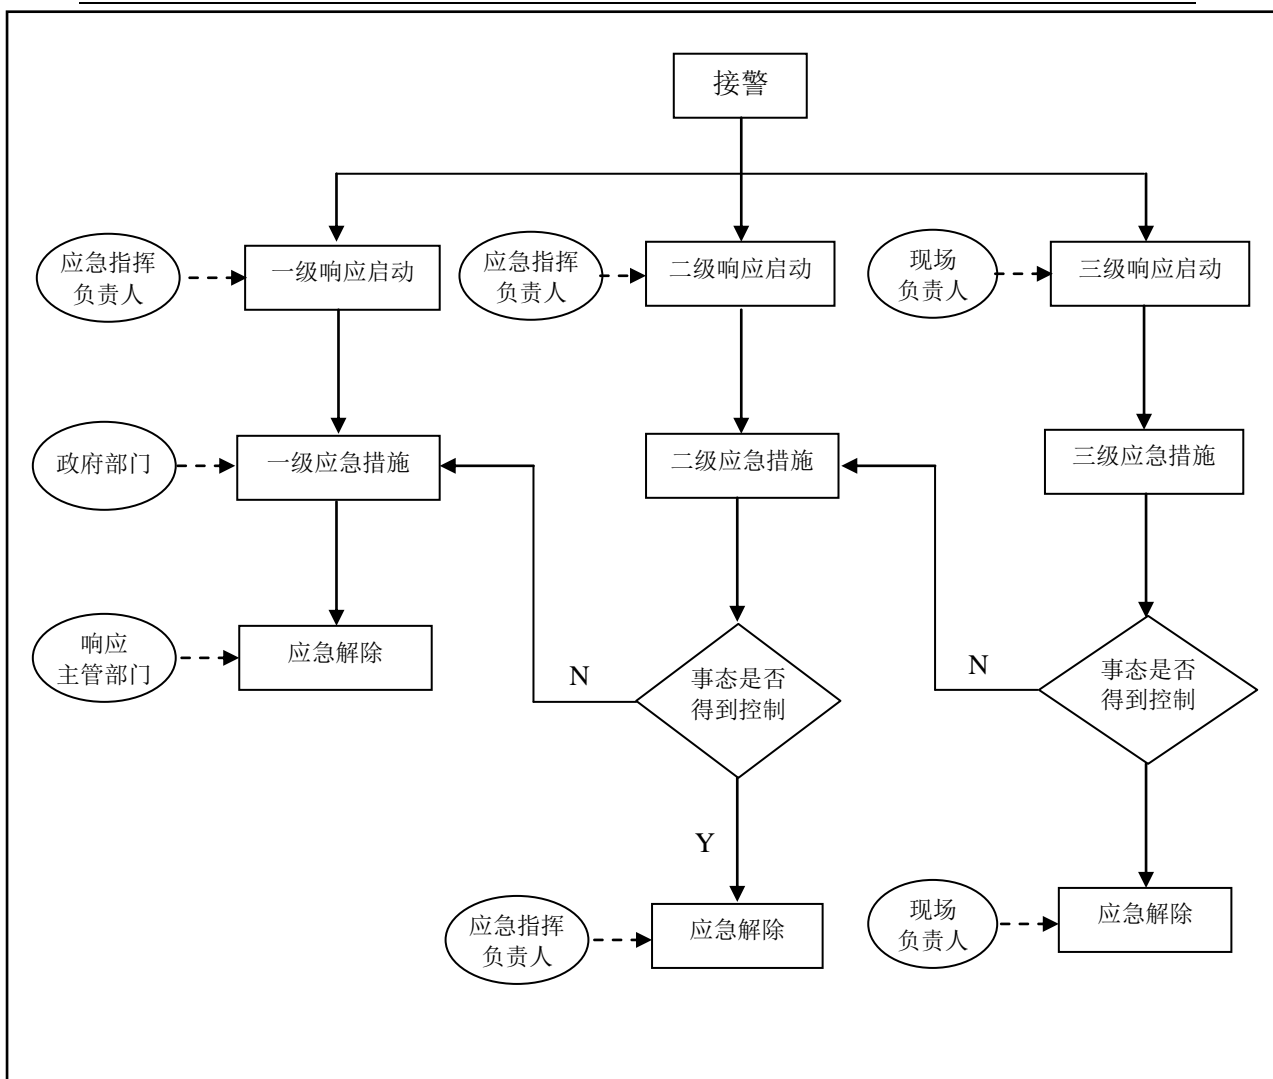 接警
应急指挥
负责人
一级响应启动
应急指挥
负责人
二级响应启动
现场
负责人
三级响应启动
政府部门
一级应急措施
二级应急措施
三级应急措施
响应
主管部门
应急解除
N
事态是否
得到控制
N
事态是否
得到控制
Y
应急指挥
负责人
应急解除
现场
负责人
应急解除